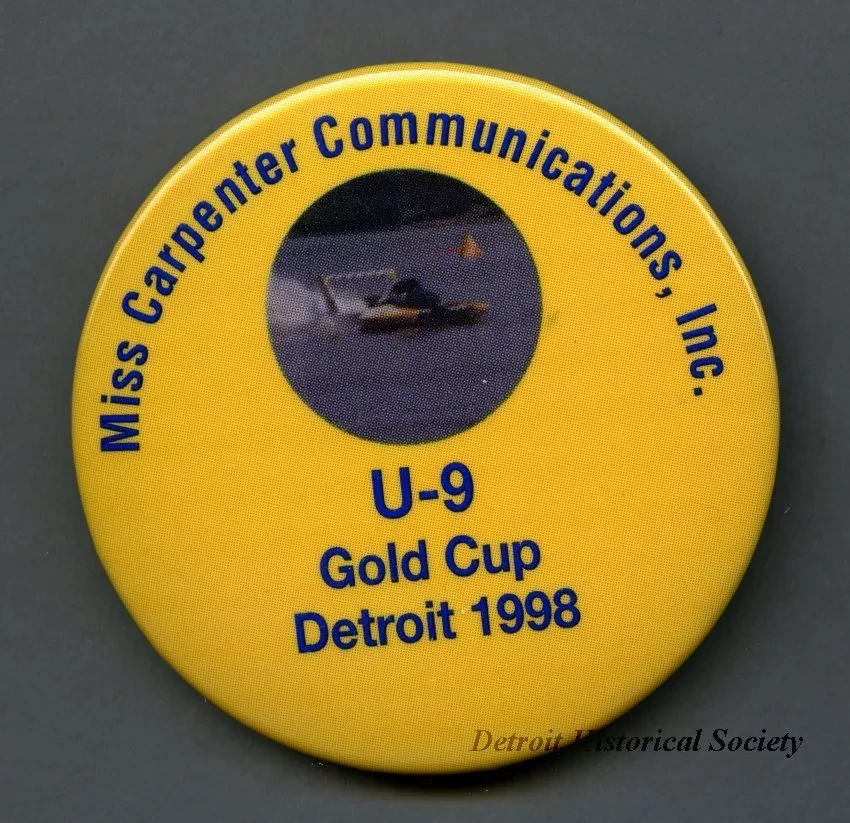 Miss Carpenter Communications, Inc.
U-9
Gold Cup
Detroit 1998
Detroit Historical Society